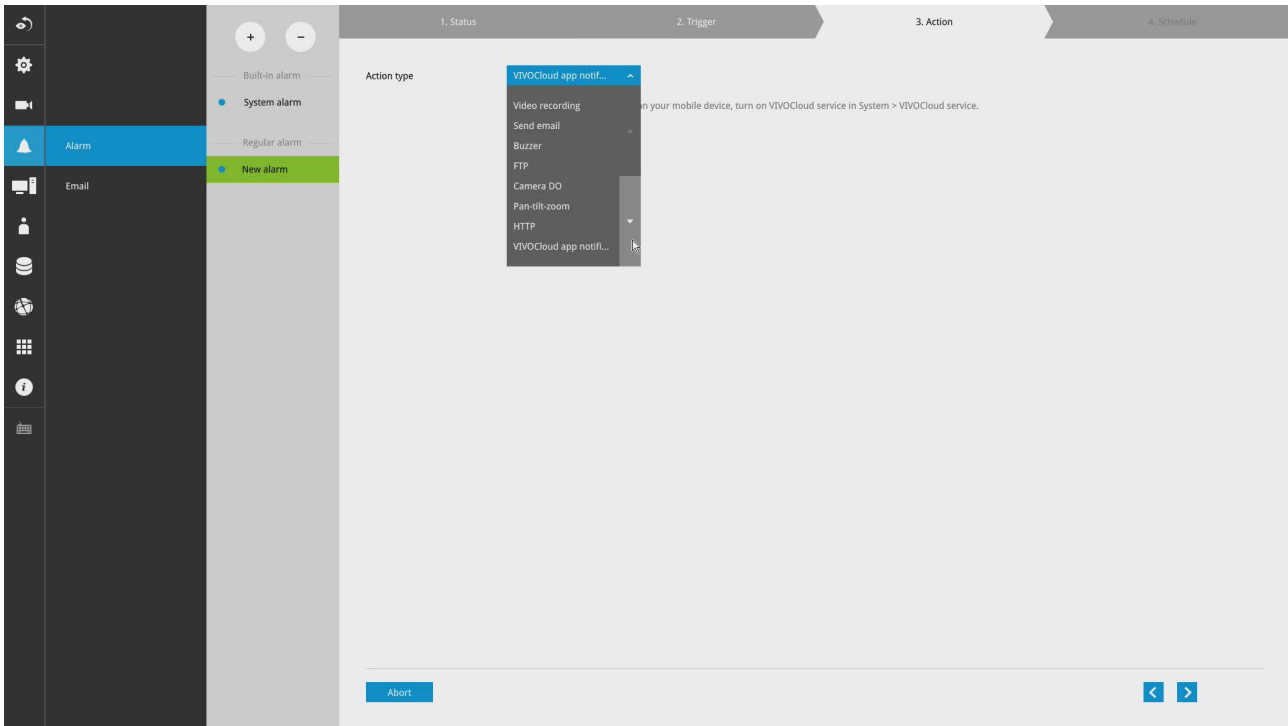 1. Status
2. Trigger
3. Action
4. Schedule
Built-in alarm
System alarm
Regular alarm
New alarm
Alarm
Email
Action type
VIVOCloud app notif...
on your mobile device, turn on VIVOCloud service in System > VIVOCloud service.
Video recording
Send email
Buzzer
FTP
Camera DO
Pan-tilt-zoom
HTTP
VIVOCloud app notifi...
Abort